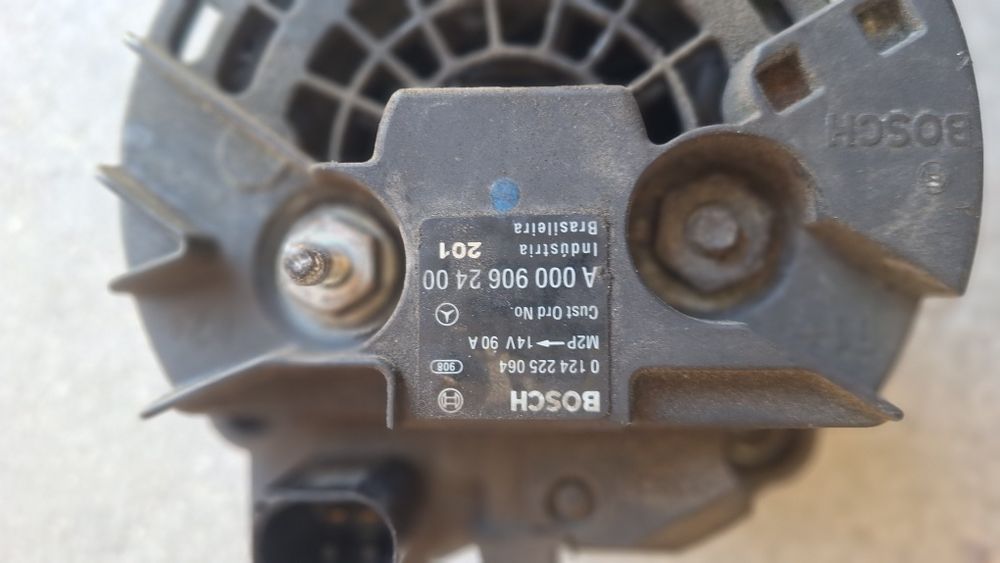 BOSCH
0 124 225 064 908
M2P 14V 90 A
Cust Ord No.
A 000 906 24 00
Indústria 201
Brasileira
BOSCH